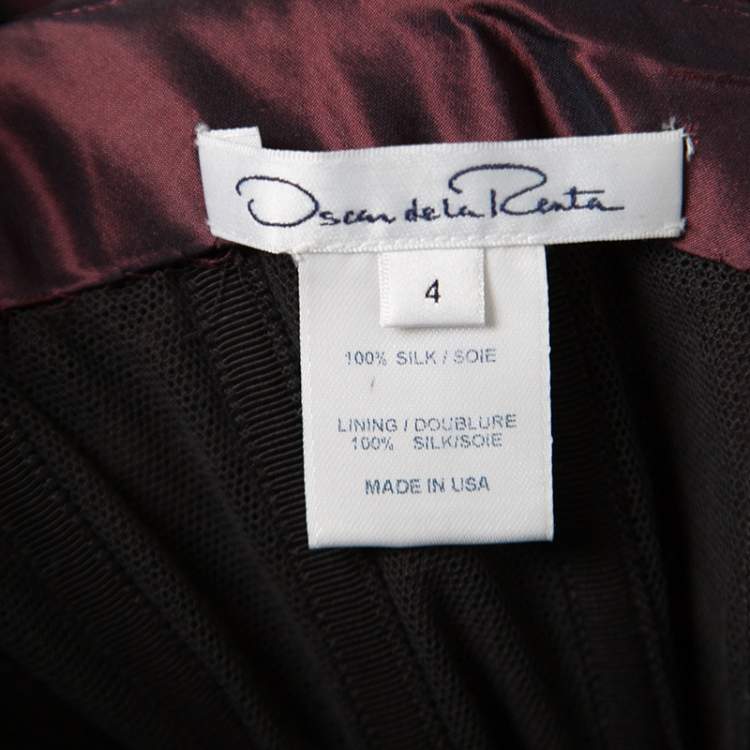 Oscar de la Renta
4
100% SILK / SOIE
LINING / DOUBLURE
100% SILK/SOIE
MADE IN USA